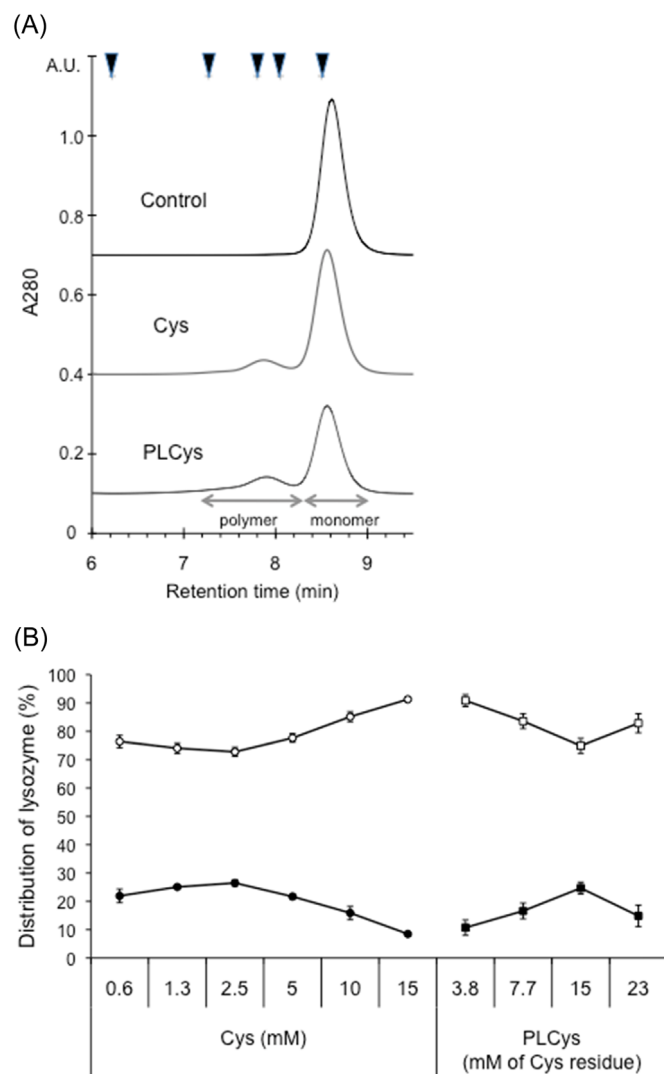 (A)
A.U.
1.0
0.8
0.6
0.4
0.2
0
A280
Control
Cys
PLCys
polymer
monomer
6 7 8 9
Retention time (min)
(B)
100
90
80
70
60
50
40
30
20
10
0
Distribution of lysozyme (%)
0.6 1.3 2.5 5 10 15 3.8 7.7 15 23
Cys (mM) PLCys
(mM of Cys residue)